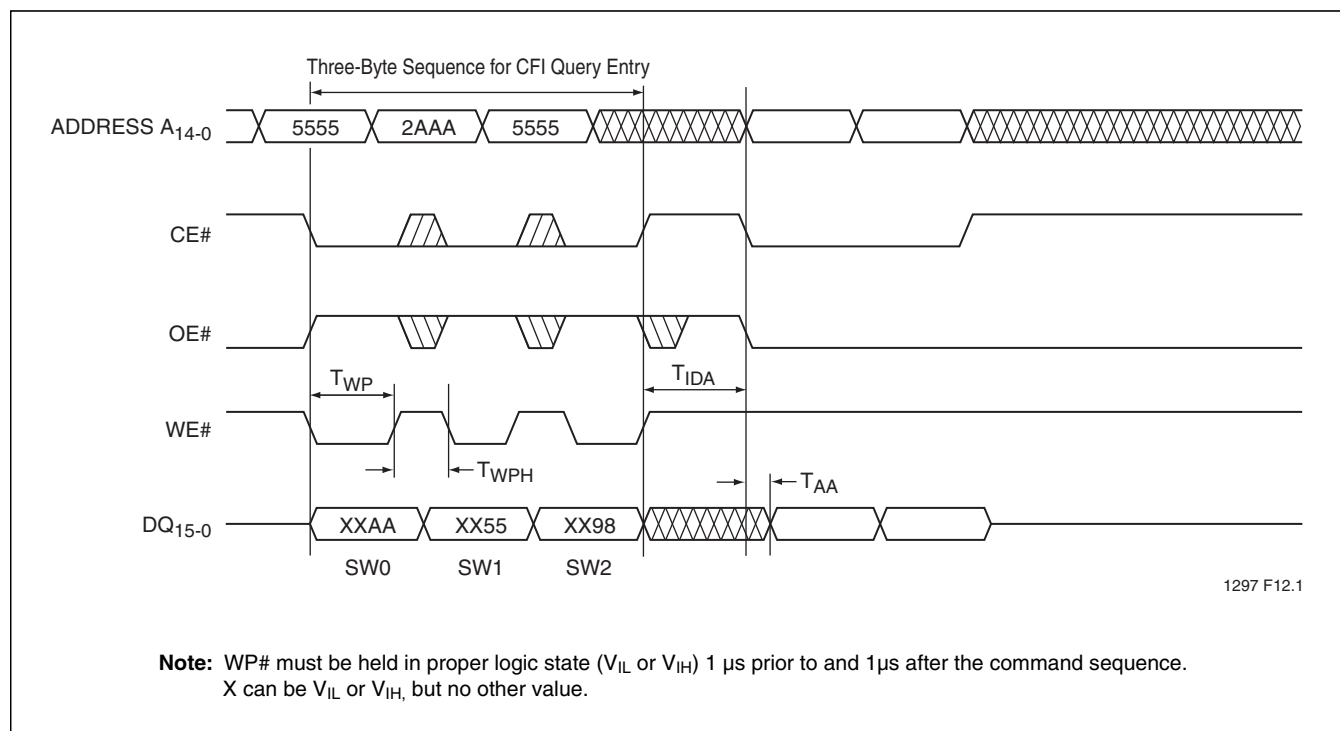 Three-Byte Sequence for CFI Query Entry
ADDRESS A14-0
5555 2AAA 5555
CE#
OE#
TWP TIDA
WE#
TWPH
TAA
DQ15-0
XXAA XX55 XX98
SW0 SW1 SW2
1297 F12.1
Note: WP# must be held in proper logic state (VIL or VIH) 1 µs prior to and 1µs after the command sequence.
X can be VIL or VIH, but no other value.